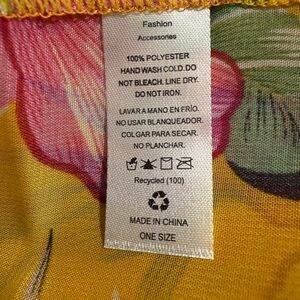 Fashion
Accessories
100% POLYESTER
HAND WASH COLD.DO
NOT BLEACH. LINE DRY.
DO NOT IRON.
LAVAR A MANO EN FRÍO.
NO USAR BLANQUEADOR.
COLGAR PARA SECAR.
NO PLANCHAR.
Recycled (100)
MADE IN CHINA
ONE SIZE